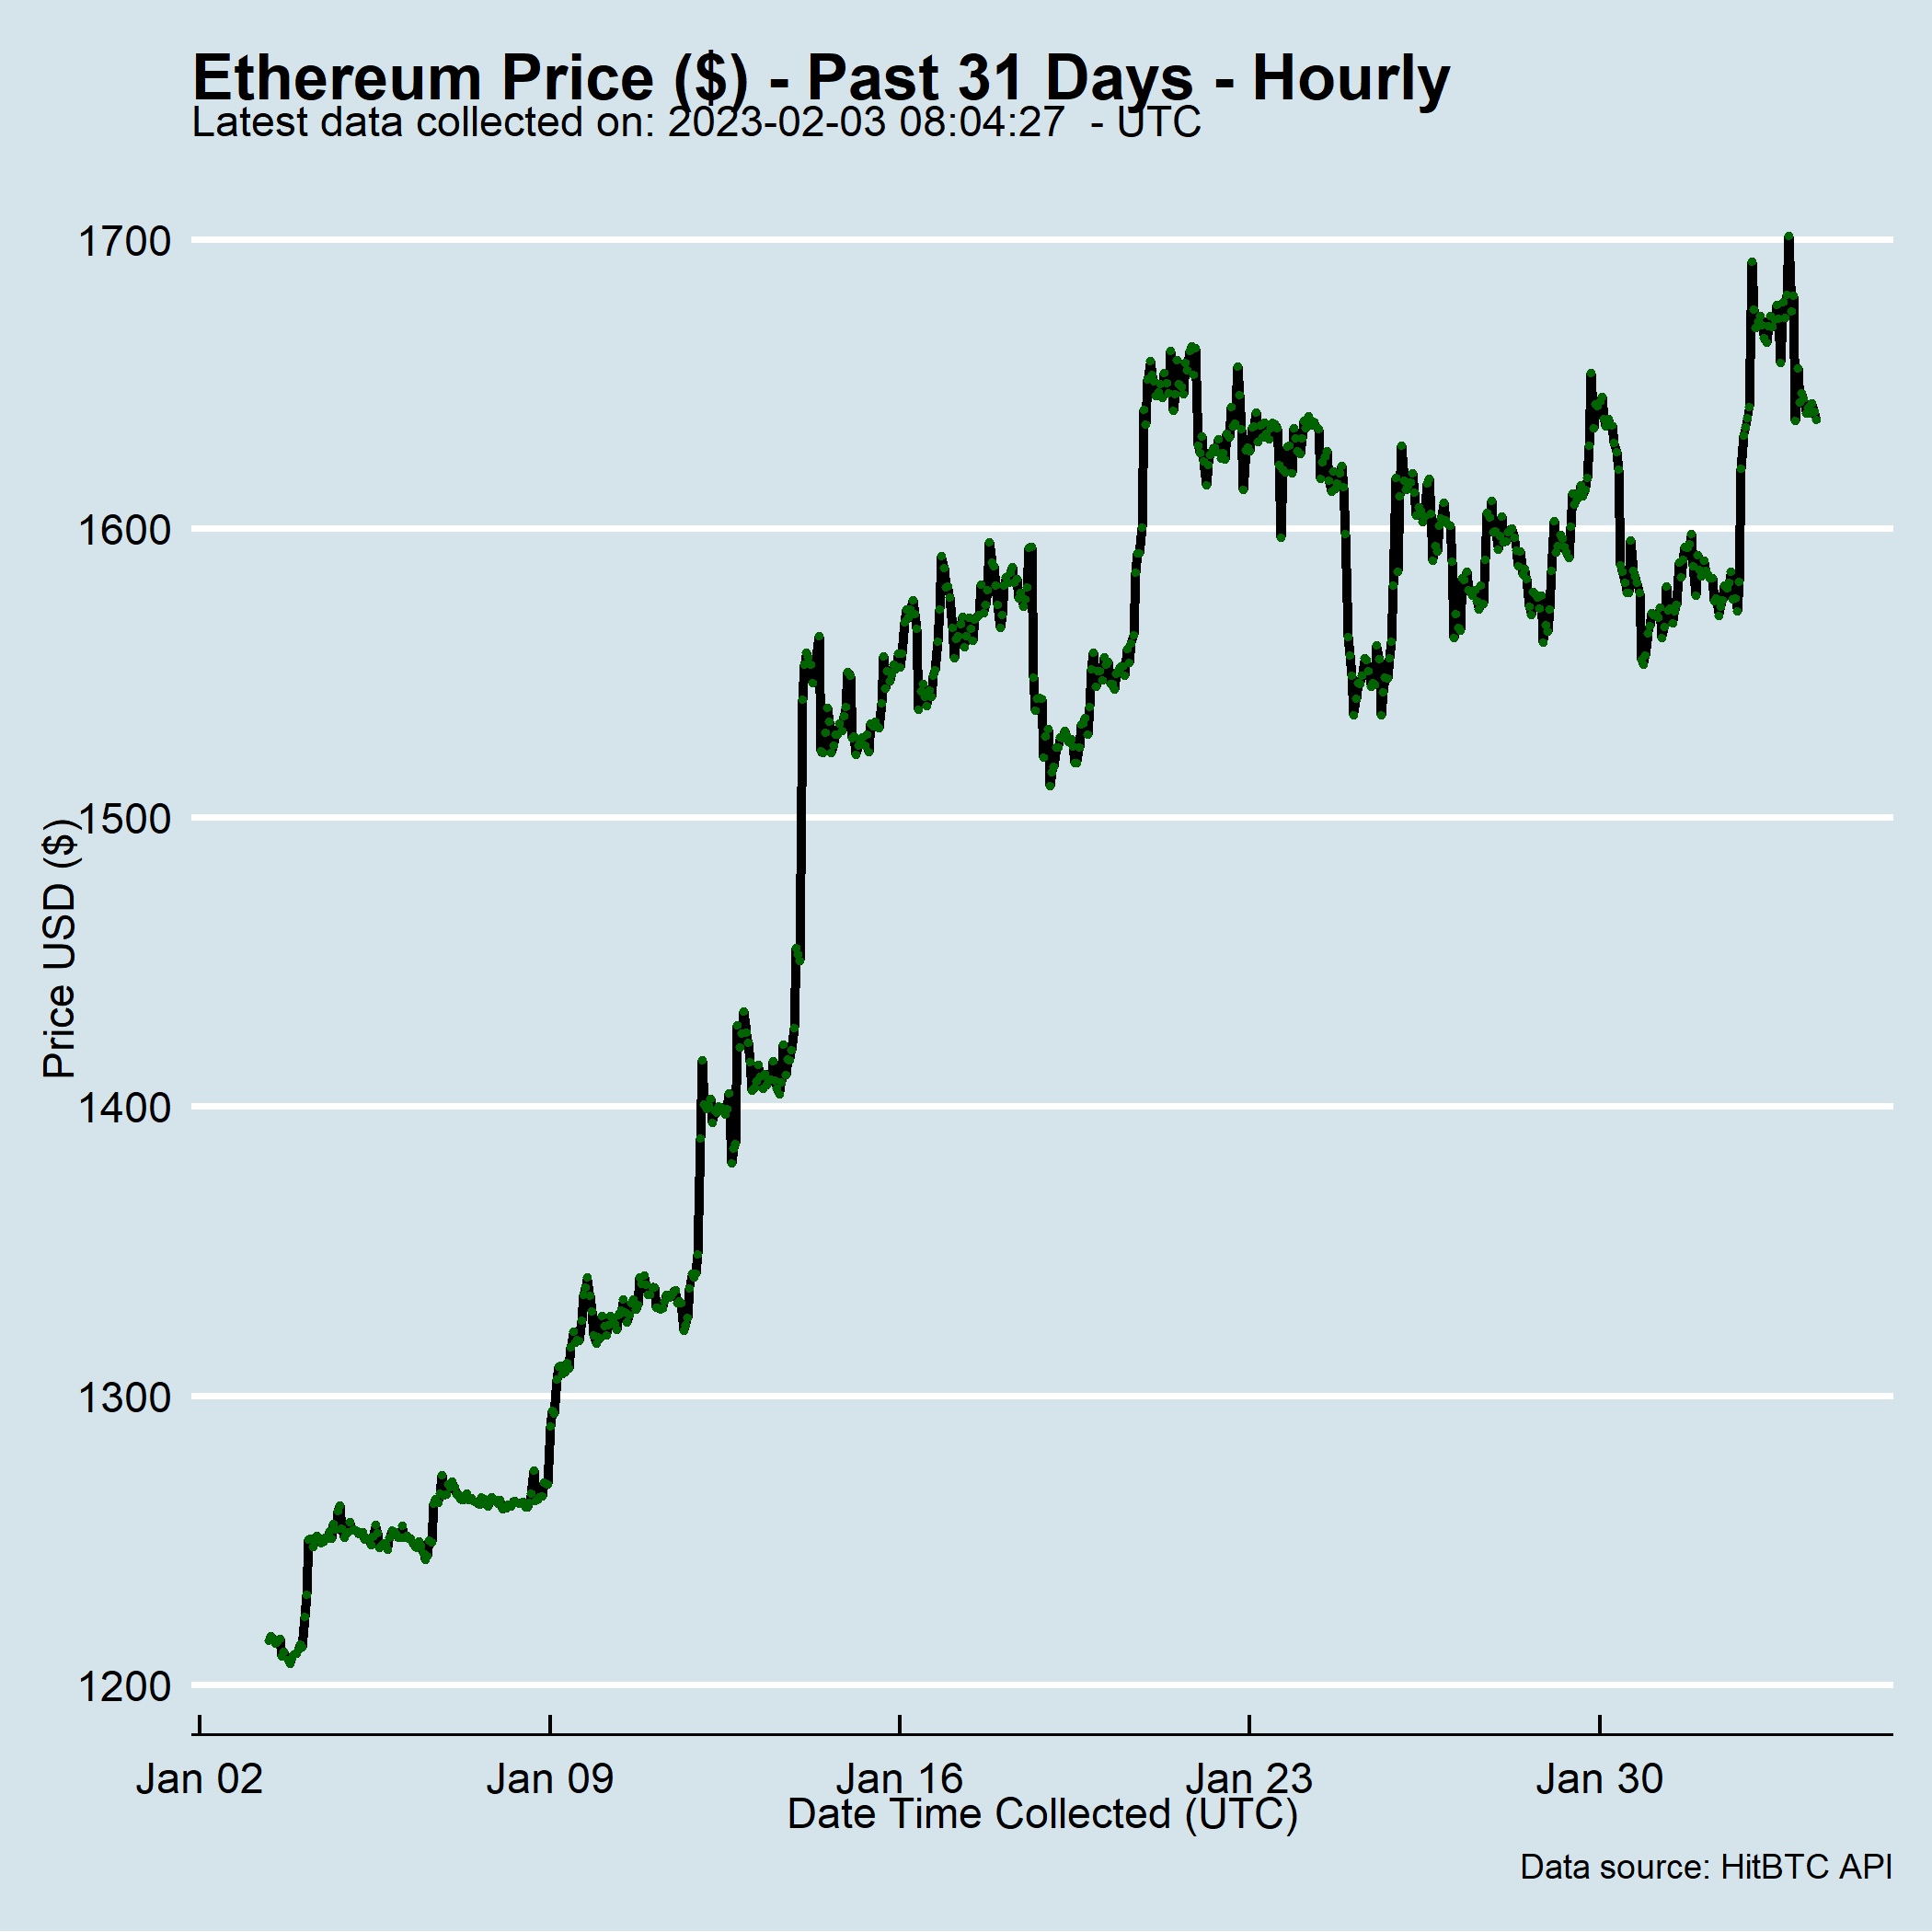 Ethereum Price ($) - Past 31 Days - Hourly
Latest data collected on: 2023-02-03 08:04:27  - UTC
1700
1600
1500
1400
1300
1200
Price USD ($)
Jan 02 Jan 09 Jan 16 Jan 23 Jan 30
Date Time Collected (UTC)
Data source: HitBTC API